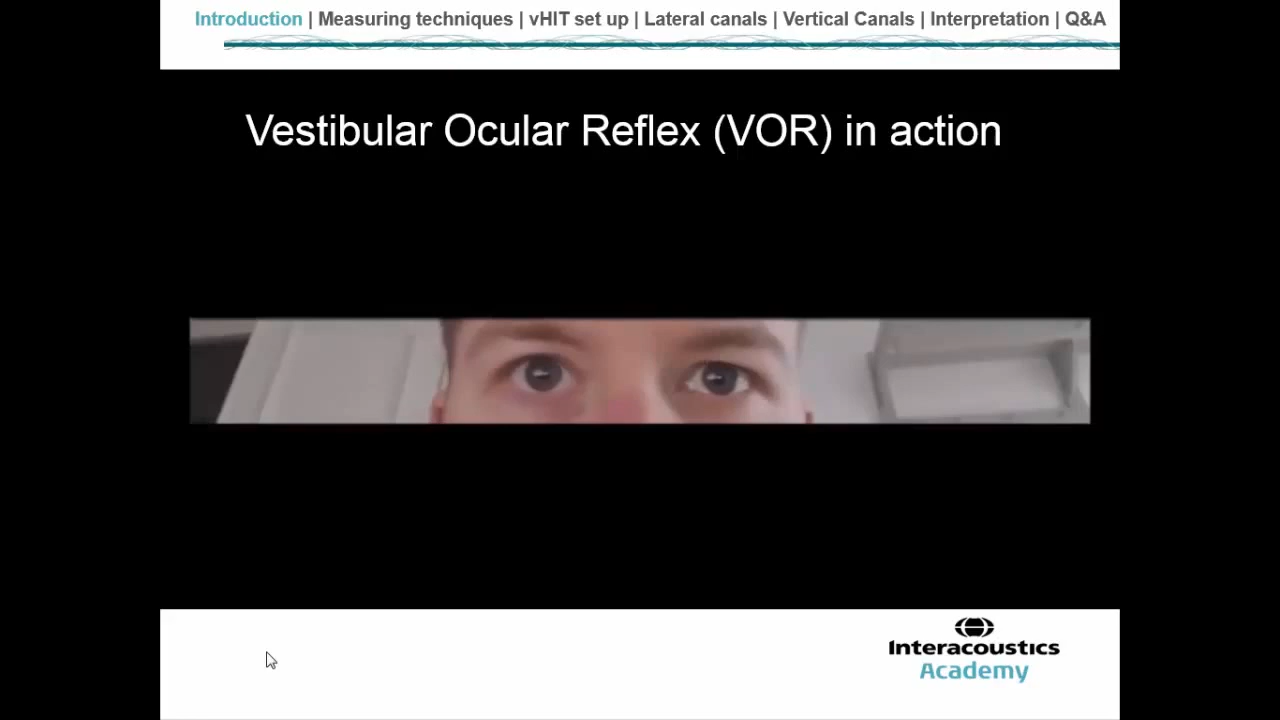 Introduction | Measuring techniques | vHIT set up | Lateral canals | Vertical Canals | Interpretation | Q&A
Vestibular Ocular Reflex (VOR) in action
Interacoustics
Academy